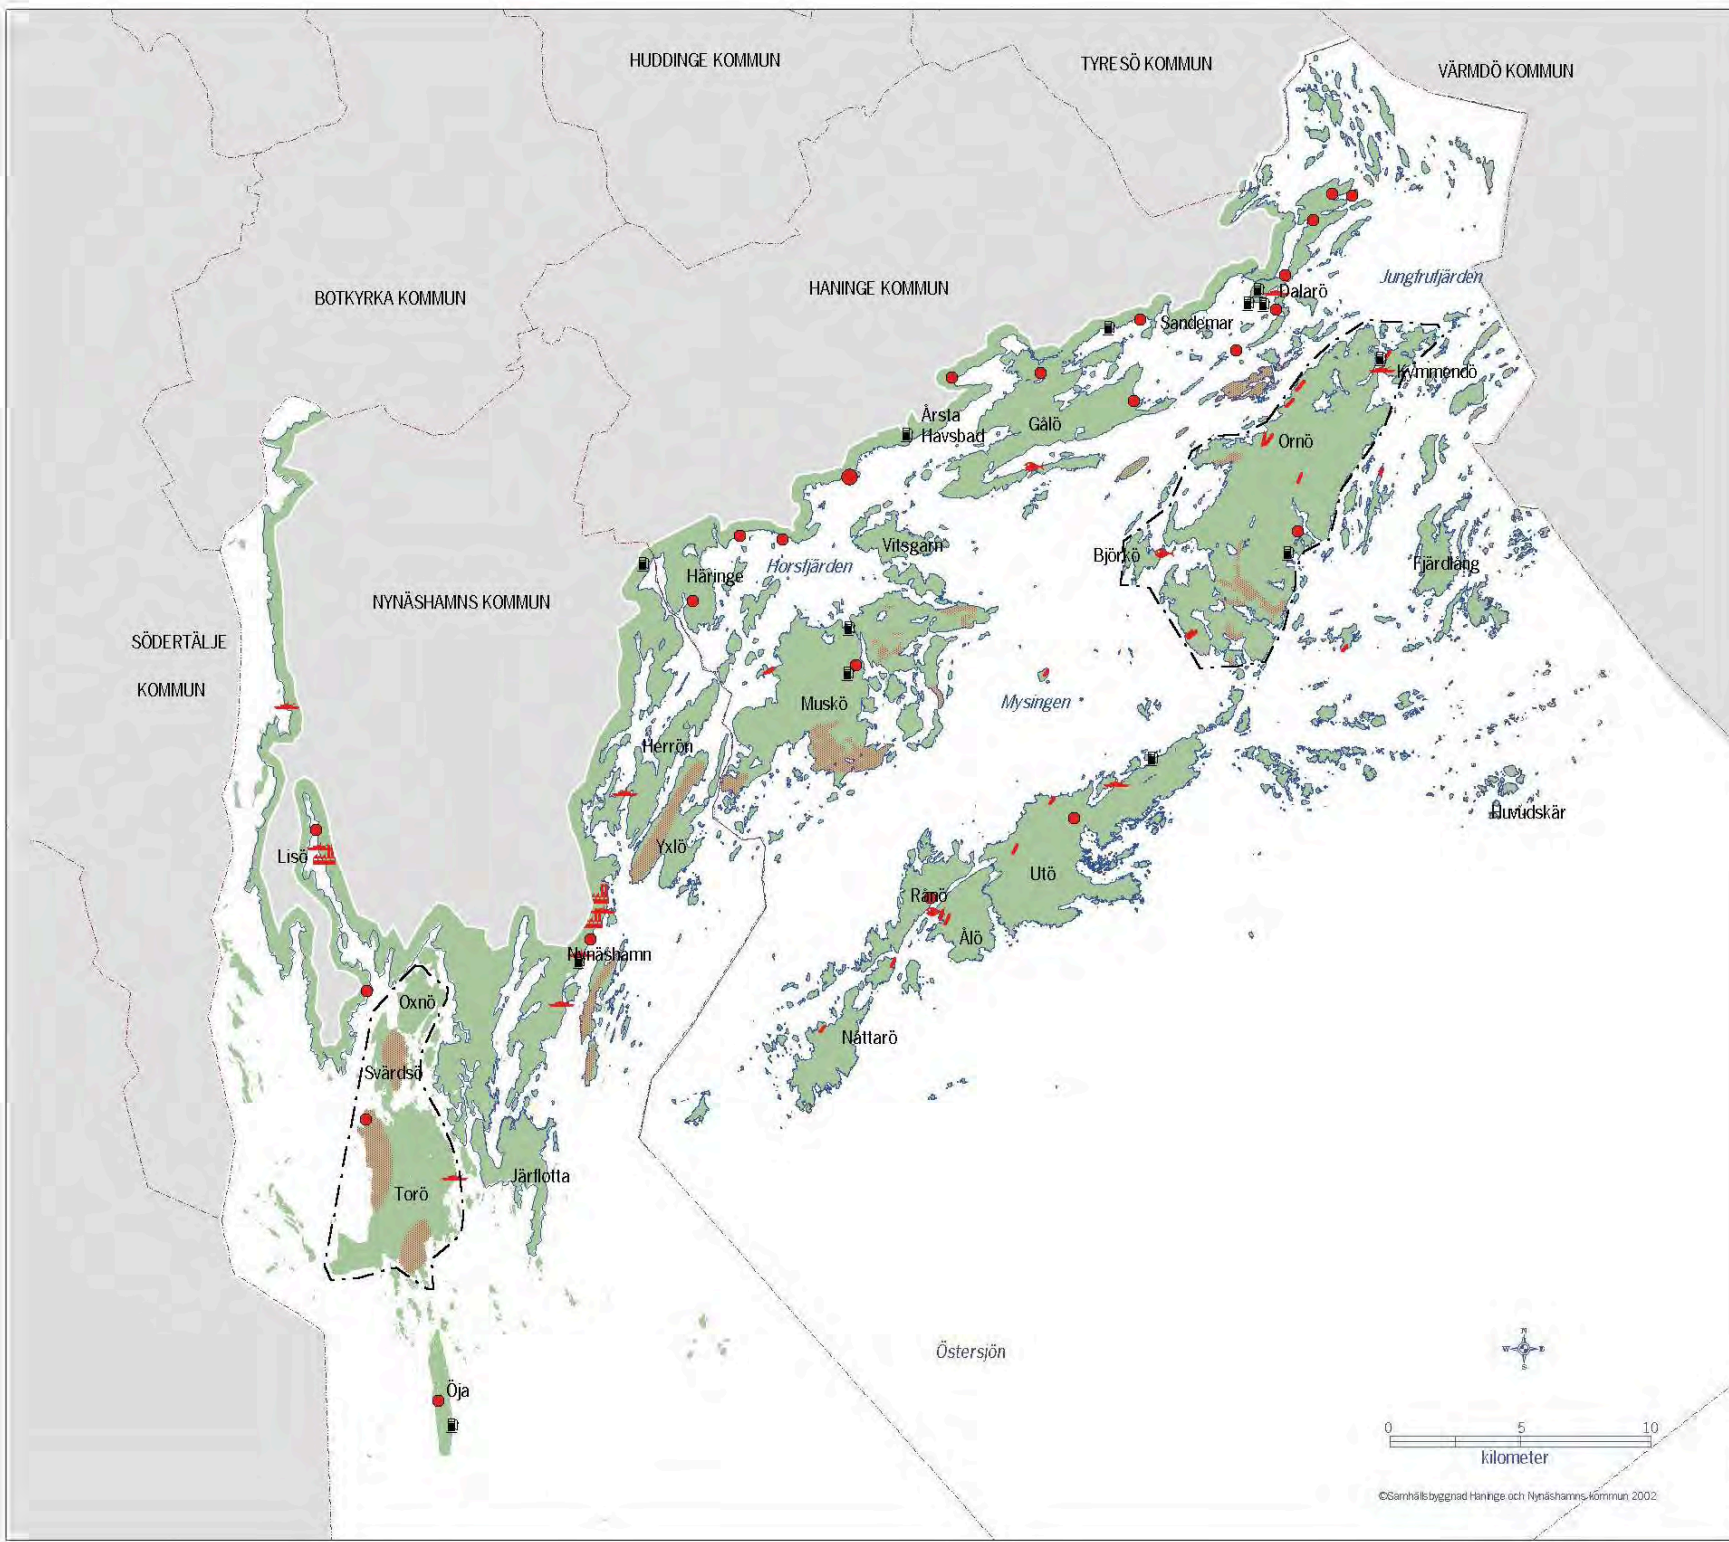 HUDDINGE KOMMUN
TYRESÖ KOMMUN
VÄRMDÖ KOMMUN
Jungfrufjärden
HANINGE KOMMUN
BOTKYRKA KOMMUN
Dalarö
Sandemar
Kymmendö
Årsta
Havsbad
Gålö
Ornö
Vitsgarn
Björkö
Fjärdlång
Horsfjärden
Häringe
NYNÄSHAMNS KOMMUN
SÖDERTÄLJE
KOMMUN
Muskö
Mysingen
Herrön
Huvudskär
Yxlö
Lisö
Utö
Rånö
Ålö
Nynäshamn
Oxnö
Nåttarö
Svärdsö
Järflotta
Torö
Östersjön
N
W E
S
Öja
0 5 10
kilometer
©Samhällsbyggnad Haninge och Nynäshamns kommun 2002